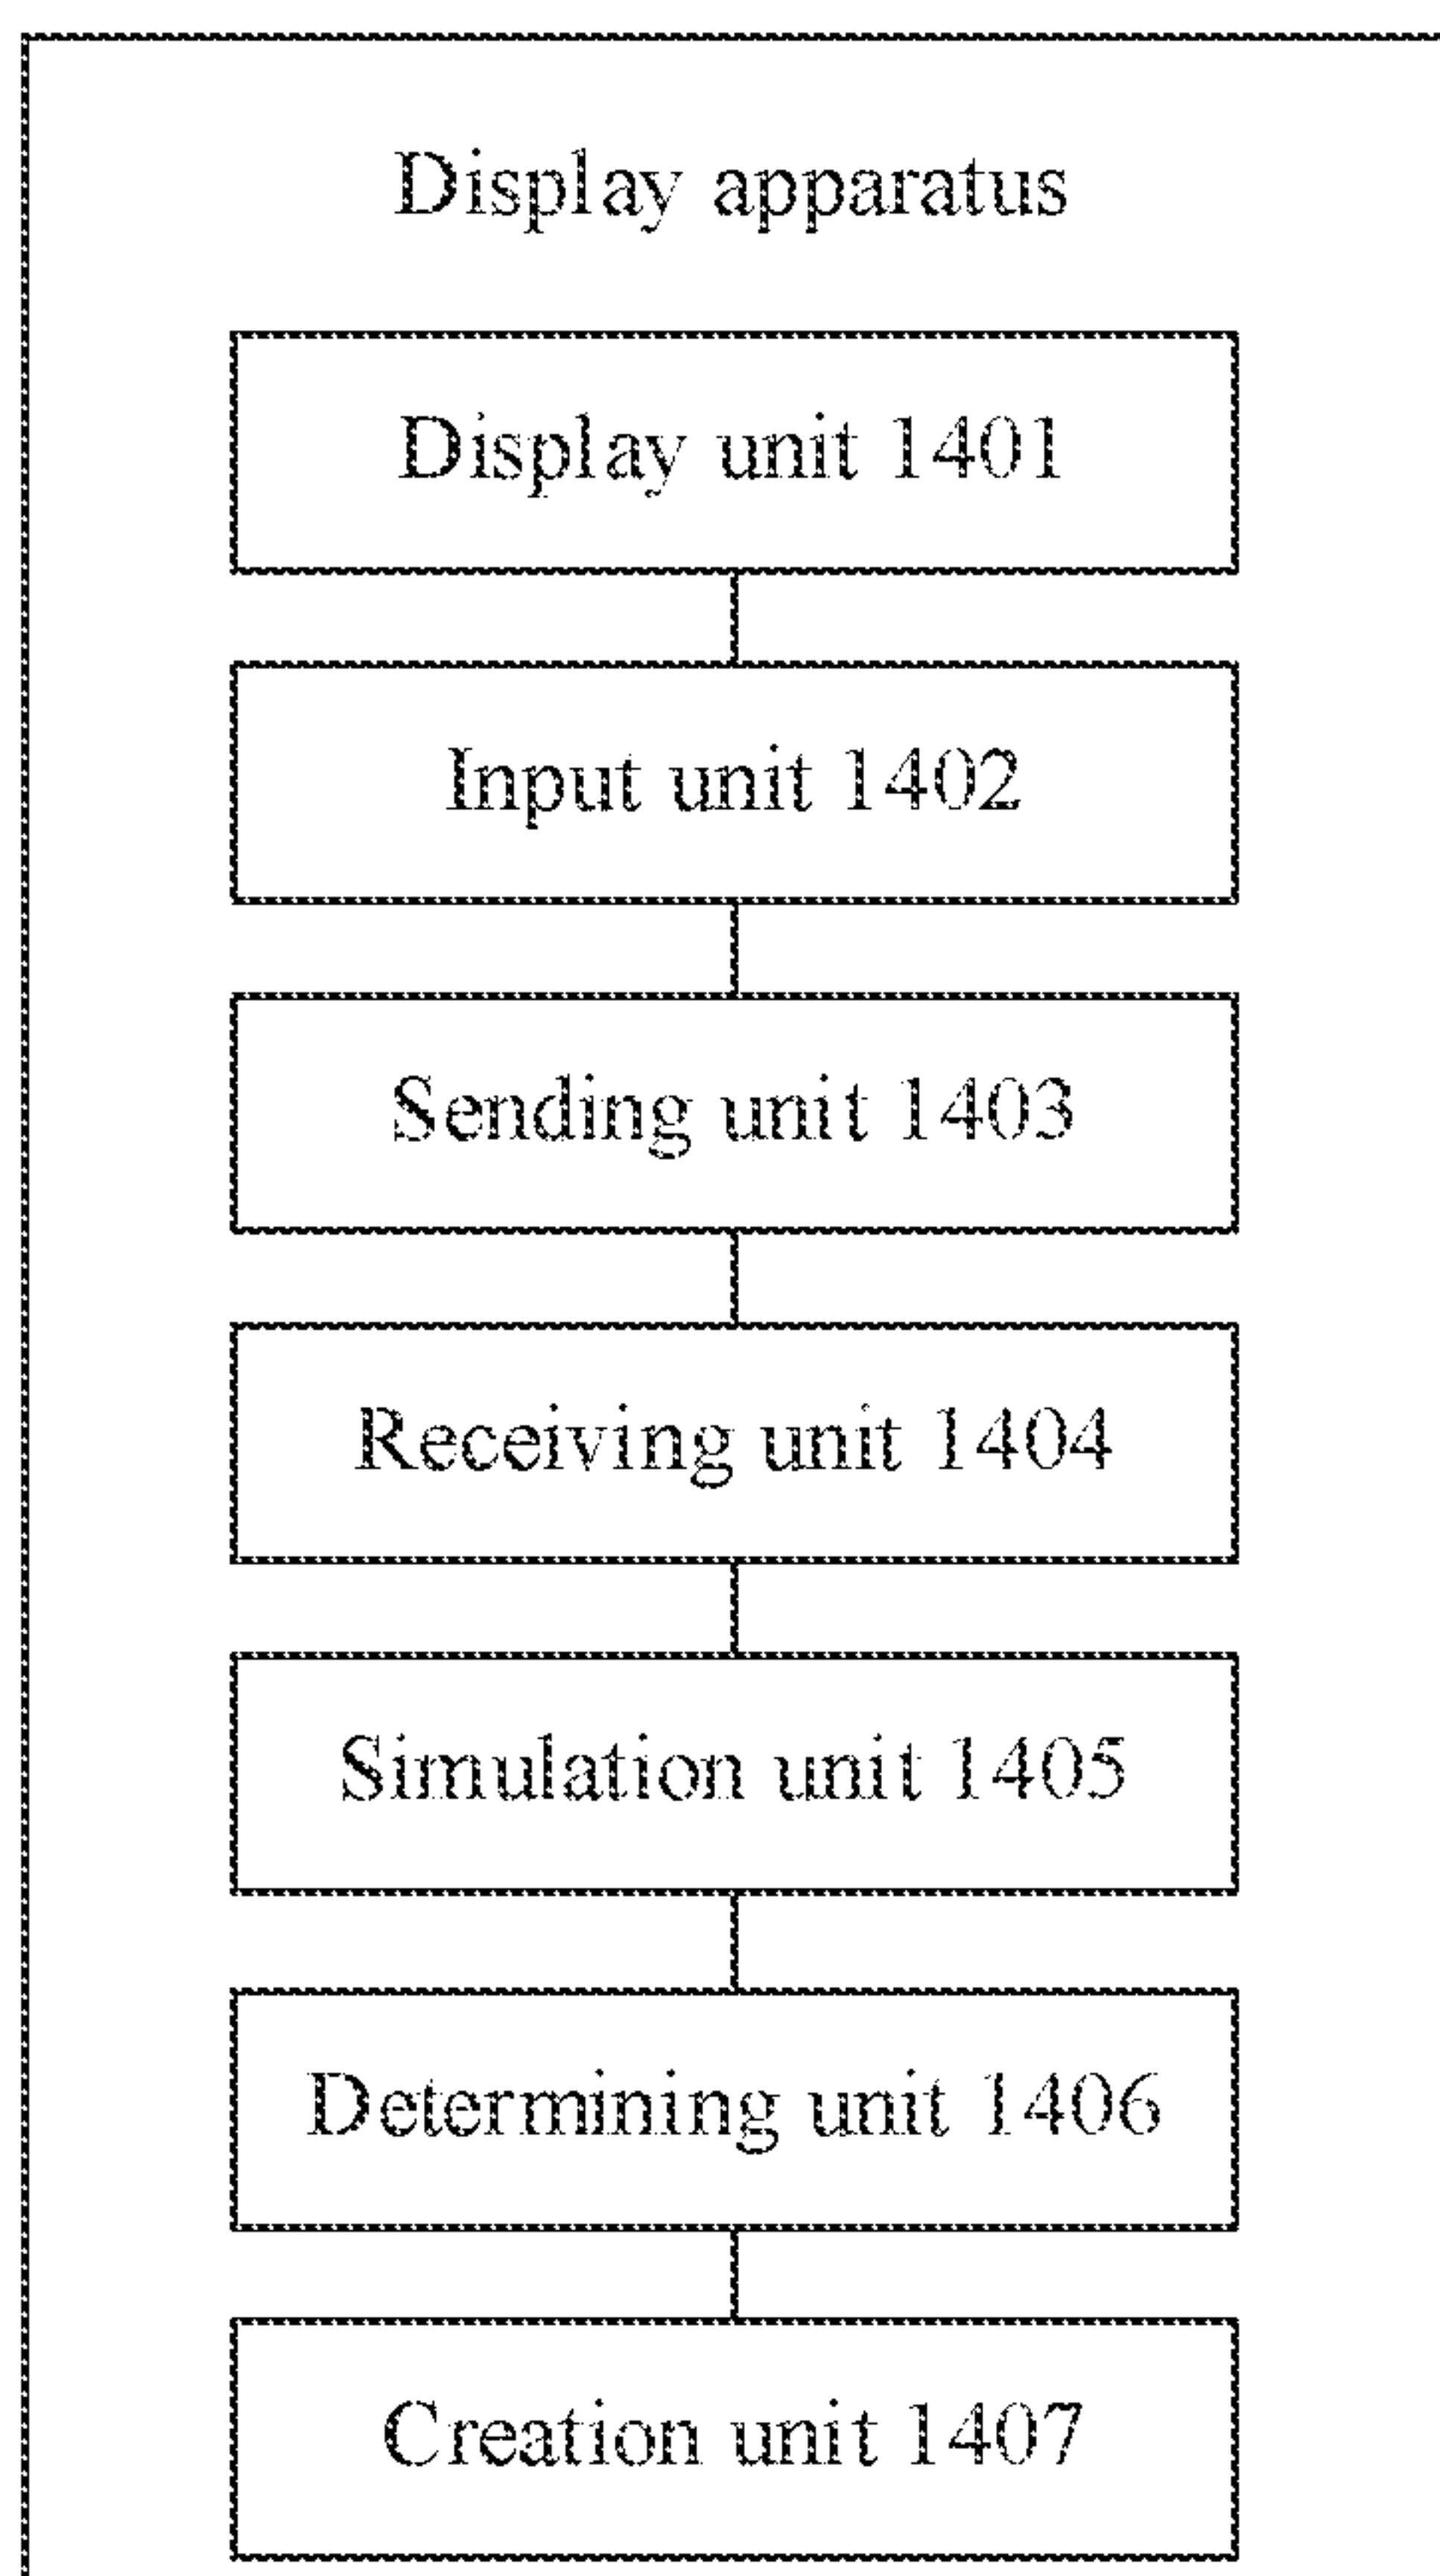 Display apparatus
Display unit 1401
Input unit 1402
Sending unit 1403
Receiving unit 1404
Simulation unit 1405
Determining unit 1406
Creation unit 1407